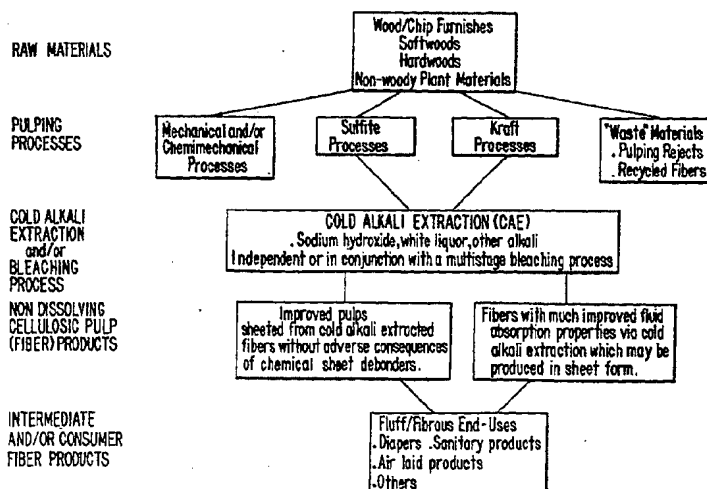 RAW MATERIALS
Wood/Chip Furnishes
Softwoods
Hardwoods
Non-woody Plant Materials
PULPING
PROCESSES
Mechanical and/or
Chemimechanical
Processes
Sulfite
Processes
Kraft
Processes
"Waste" Materials
.Pulping Rejects
.Recycled Fibers
COLD ALKALI
EXTRACTION
and/or
BLEACHING
PROCESS
COLD ALKALI EXTRACTION (CAE)
.Sodium hydroxide,white liquor,other alkali
Independent or in conjunction with a multistage bleaching process
NON DISSOLVING
CELLULOSIC PULP
(FIBER) PRODUCTS
Improved pulps
sheeted from cold alkali extracted
fibers without adverse consequences
of chemical sheet debonders.
Fibers with much improved fluid
absorption properties via cold
alkali extraction which may be
produced in sheet form.
INTERMEDIATE
AND/OR CONSUMER
FIBER PRODUCTS
Fluff/Fibrous End-Uses
.Diapers .Sanitary products
.Air laid products
.Others